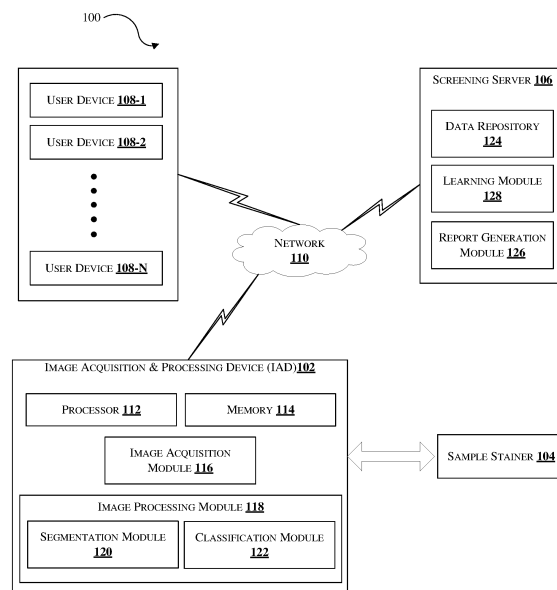 100
USER DEVICE 108-1
USER DEVICE 108-2
USER DEVICE 108-N
SCREENING SERVER 106
DATA REPOSITORY
124
LEARNING MODULE
128
REPORT GENERATION
MODULE 126
NETWORK
110
IMAGE ACQUISITION & PROCESSING DEVICE (IAD)102
PROCESSOR 112
MEMORY 114
IMAGE ACQUISITION
MODULE 116
IMAGE PROCESSING MODULE 118
SEGMENTATION MODULE
120
CLASSIFICATION MODULE
122
SAMPLE STAINER 104